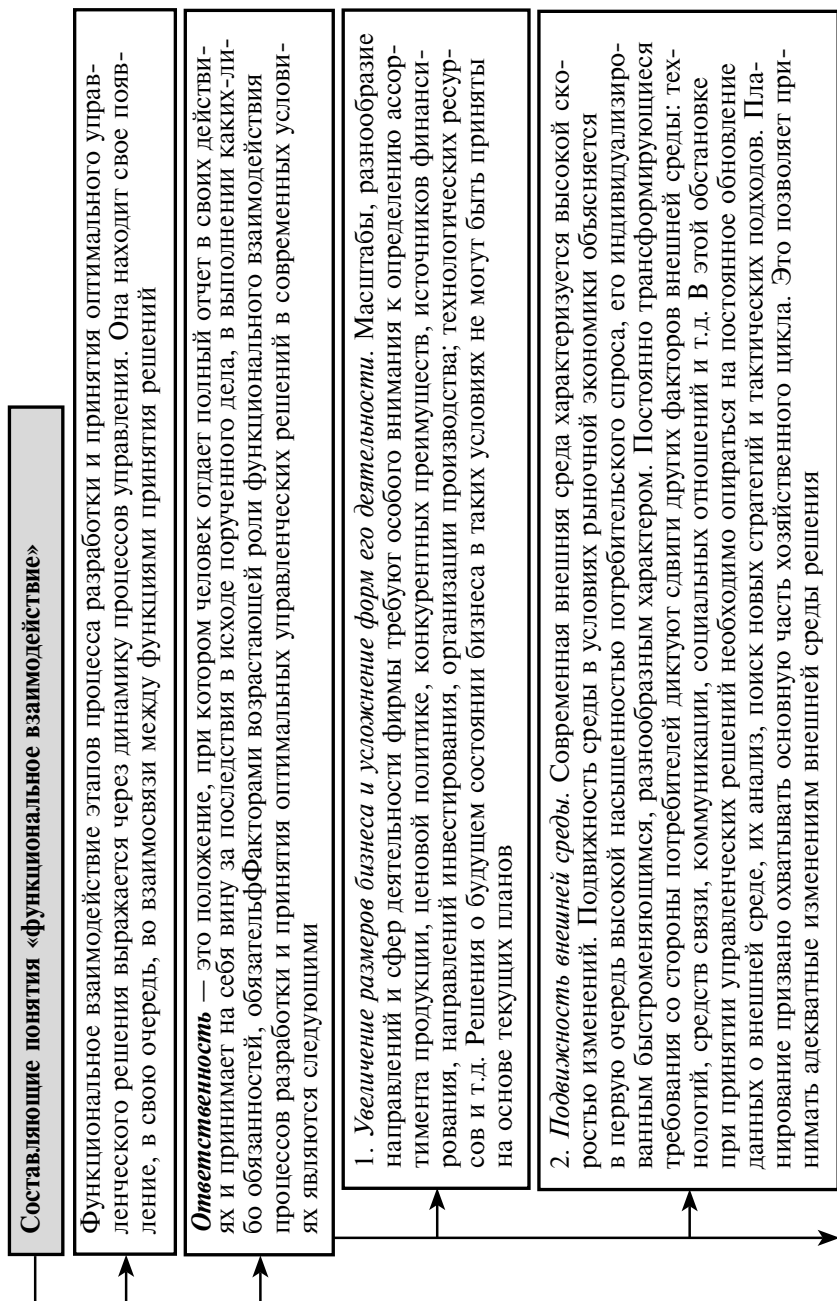 Составляющие понятия «функциональное взаимодействие»
Функциональное взаимодействие этапов процесса разработки и принятия оптимального управ-
ленческого решения выражается через динамику процессов управления. Она находит свое появ-
ление, в свою очередь, во взаимосвязи между функциями принятия решений
Ответственность — это положение, при котором человек отдает полный отчет в своих действи-
ях и принимает на себя вину за последствия в исходе порученного дела, в выполнении каких-ли-
бо обязанностей, обязательфФакторами возрастающей роли функционального взаимодействия
процессов разработки и принятия оптимальных управленческих решений в современных услови-
ях являются следующими
1. Увеличение размеров бизнеса и усложнение форм его деятельности. Масштабы, разнообразие
направлений и сфер деятельности фирмы требуют особого внимания к определению ассор-
тимента продукции, ценовой политике, конкурентных преимуществ, источников финанси-
рования, направлений инвестирования, организации производства; технологических ресур-
сов и т.д. Решения о будущем состоянии бизнеса в таких условиях не могут быть приняты
на основе текущих планов
2. Подвижность внешней среды. Современная внешняя среда характеризуется высокой ско-
ростью изменений. Подвижность среды в условиях рыночной экономики объясняется
в первую очередь высокой насыщенностью потребительского спроса, его индивидуализиро-
ванным быстроменяющимся, разнообразным характером. Постоянно трансформирующиеся
требования со стороны потребителей диктуют сдвиги других факторов внешней среды: тех-
нологий, средств связи, коммуникации, социальных отношений и т.д. В этой обстановке
при принятии управленческих решений необходимо опираться на постоянное обновление
данных о внешней среде, их анализ, поиск новых стратегий и тактических подходов. Пла-
нирование призвано охватывать основную часть хозяйственного цикла. Это позволяет при-
нимать адекватные изменениям внешней среды решения